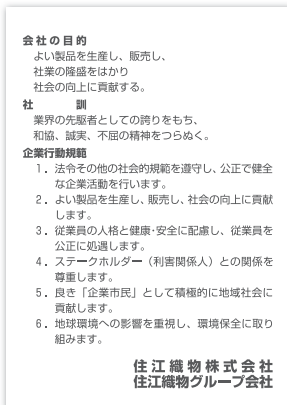 会社の目的
よい製品を生産し、販売し、
社業の隆盛をはかり
社会の向上に貢献する。
社　　　訓
業界の先駆者としての誇りをもち、
和協、誠実、不屈の精神をつらぬく。
企業行動規範
1．法令その他の社会的規範を遵守し、公正で健全
な企業活動を行います。
2．よい製品を生産し、販売し、社会の向上に貢献
します。
3．従業員の人格と健康・安全に配慮し、従業員を
公正に処遇します。
4．ステークホルダー（利害関係人）との関係を
尊重します。
5．良き「企業市民」として積極的に地域社会に
貢献します。
6．地球環境への影響を重視し、環境保全に取り
組みます。
住江織物株式会社
住江織物グループ会社